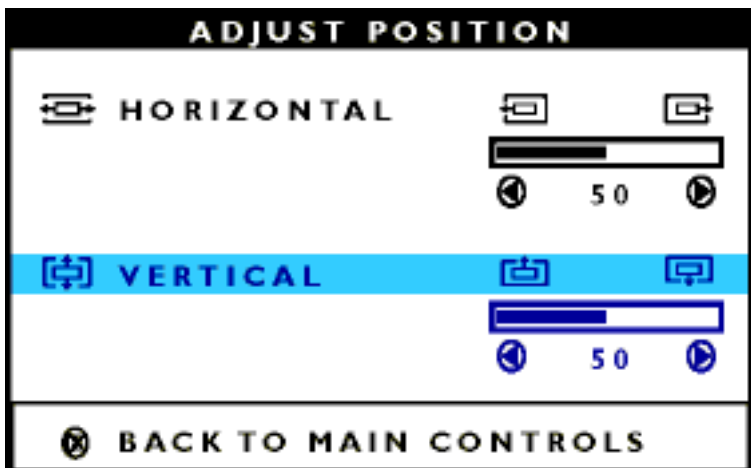 ADJUST POSITION
HORIZONTAL
50
VERTICAL
50
BACK TO MAIN CONTROLS